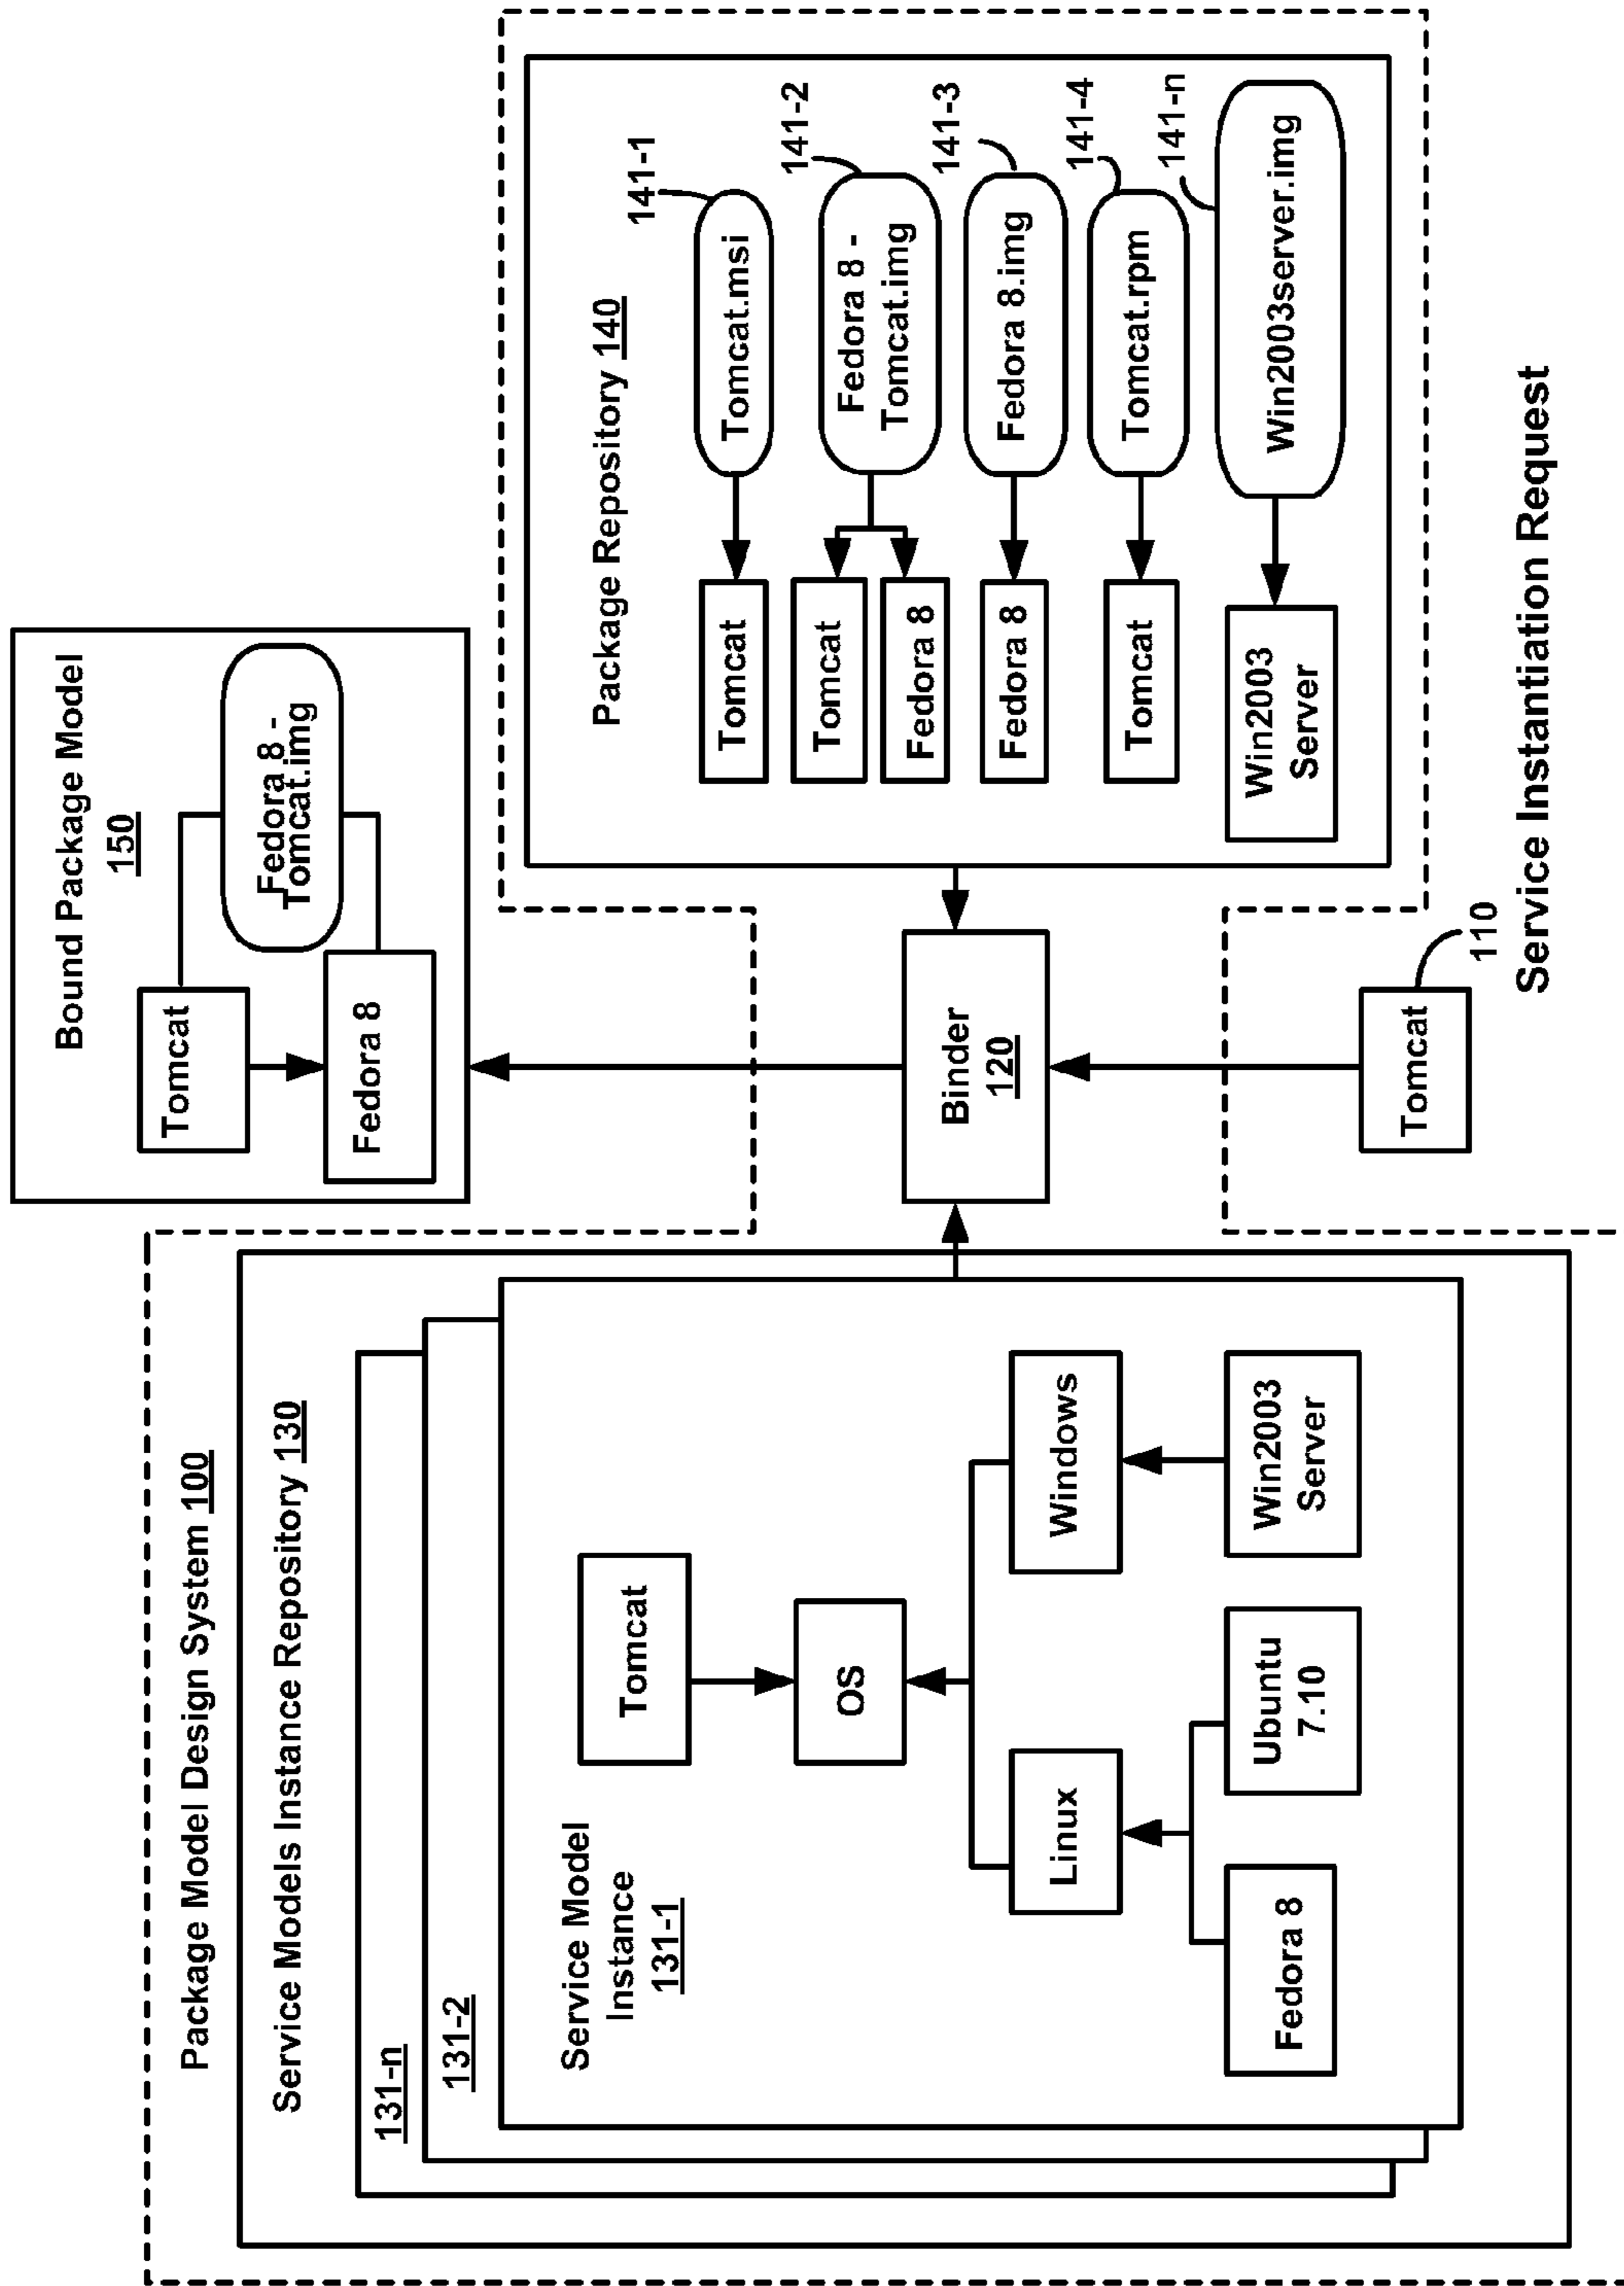 Package Model Design System 100
Service Models Instance Repository 130
131-n
131-2
Service Model
Instance
131-1
Tomcat
OS
Linux
Windows
Fedora 8
Ubuntu
7.10
Win2003
Server
Bound Package Model
150
Tomcat
Fedora 8
Fedora 8 -
Tomcat.img
Binder
120
Tomcat
110
Service Instantiation Request
Package Repository 140
Tomcat
Tomcat.msi
141-1
Tomcat
Fedora 8
Fedora 8 -
Tomcat.img
141-2
Fedora 8
Fedora 8.img
141-3
Tomcat
Tomcat.rpm
141-4
Win2003
Server
Win2003server.img
141-n